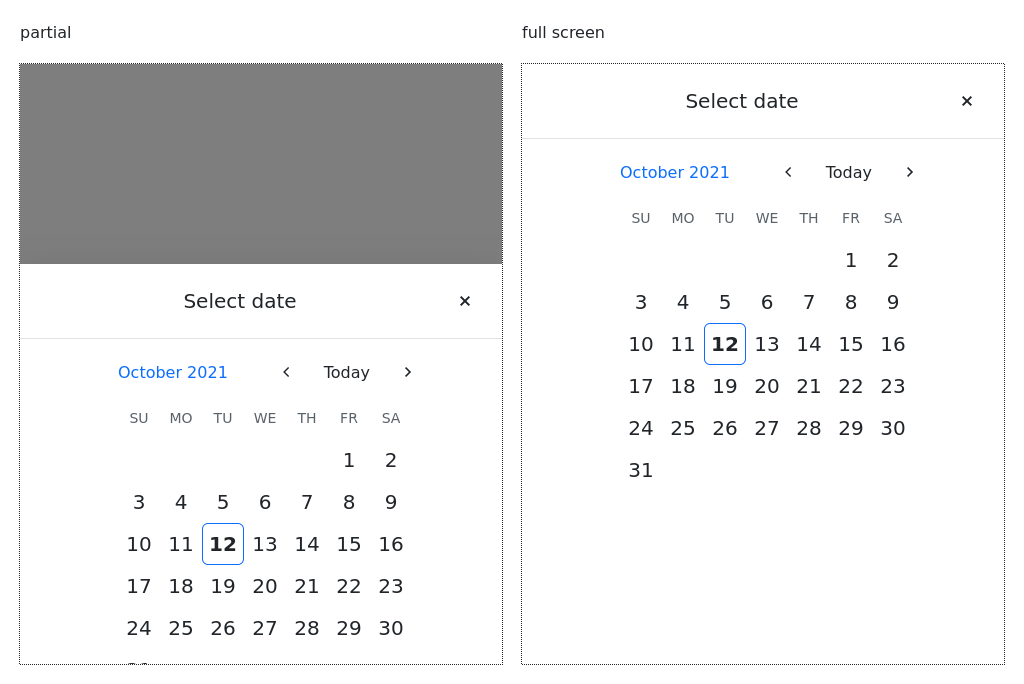 partial
Select date ×
October 2021 Today
SU MO TU WE TH FR SA
1 2
3 4 5 6 7 8 9
10 11 12 13 14 15 16
17 18 19 20 21 22 23
24 25 26 27 28 29 30
full screen
Select date ×
October 2021 Today
SU MO TU WE TH FR SA
1 2
3 4 5 6 7 8 9
10 11 12 13 14 15 16
17 18 19 20 21 22 23
24 25 26 27 28 29 30
31